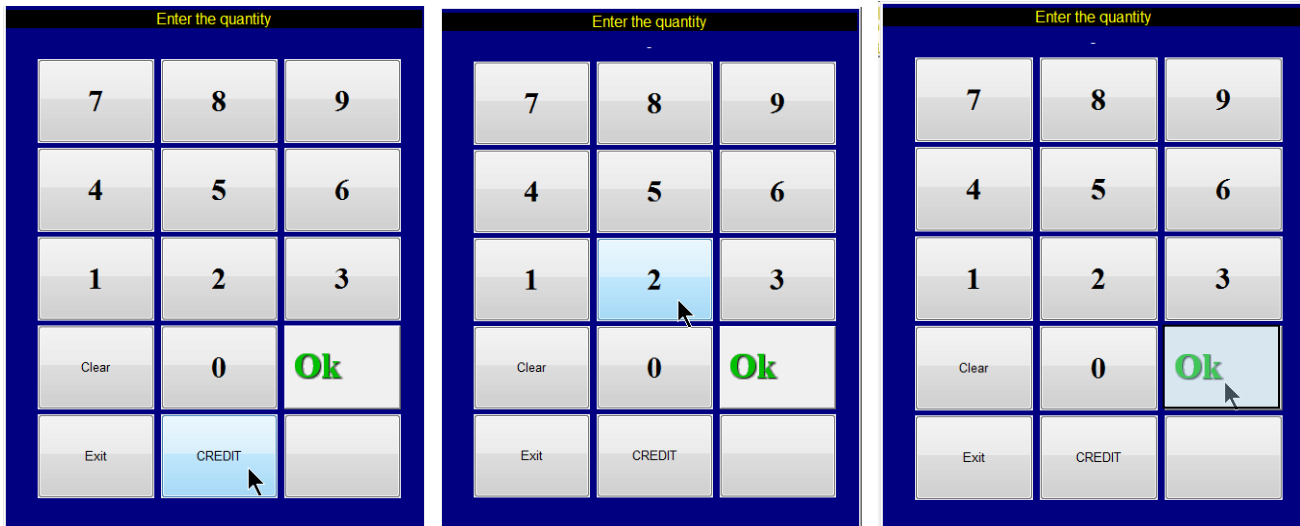 Enter the quantity
7 8 9
4 5 6
1 2 3
Clear 0 Ok
Exit CREDIT
Enter the quantity
-
7 8 9
4 5 6
1 2 3
Clear 0 Ok
Exit CREDIT
Enter the quantity
-
7 8 9
4 5 6
1 2 3
Clear 0 Ok
Exit CREDIT